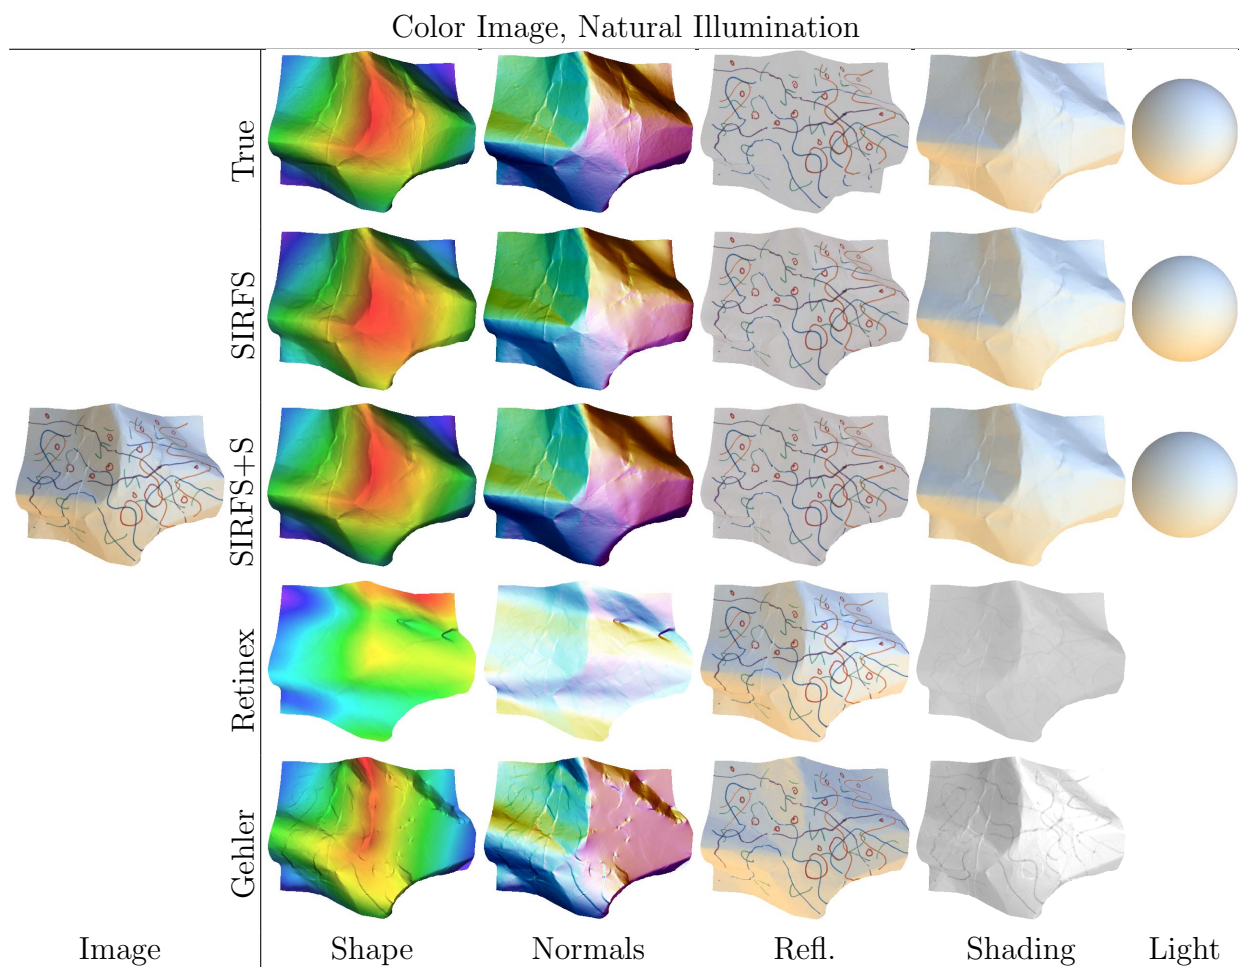 Color Image, Natural Illumination
True
SIRFS
SIRFS+S
Retinex
Gehler
Image Shape Normals Refl. Shading Light